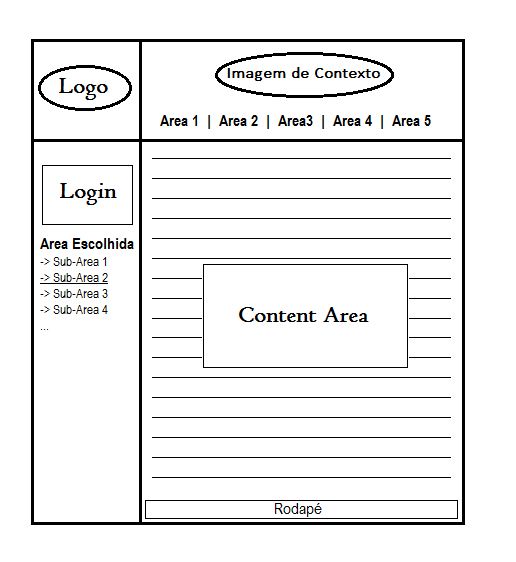 Logo
Imagem de Contexto
Area 1 | Area 2 | Area3 | Area 4 | Area 5
Login
Area Escolhida
-> Sub-Area 1
-> Sub-Area 2
-> Sub-Area 3
-> Sub-Area 4
...
Content Area
Rodapé